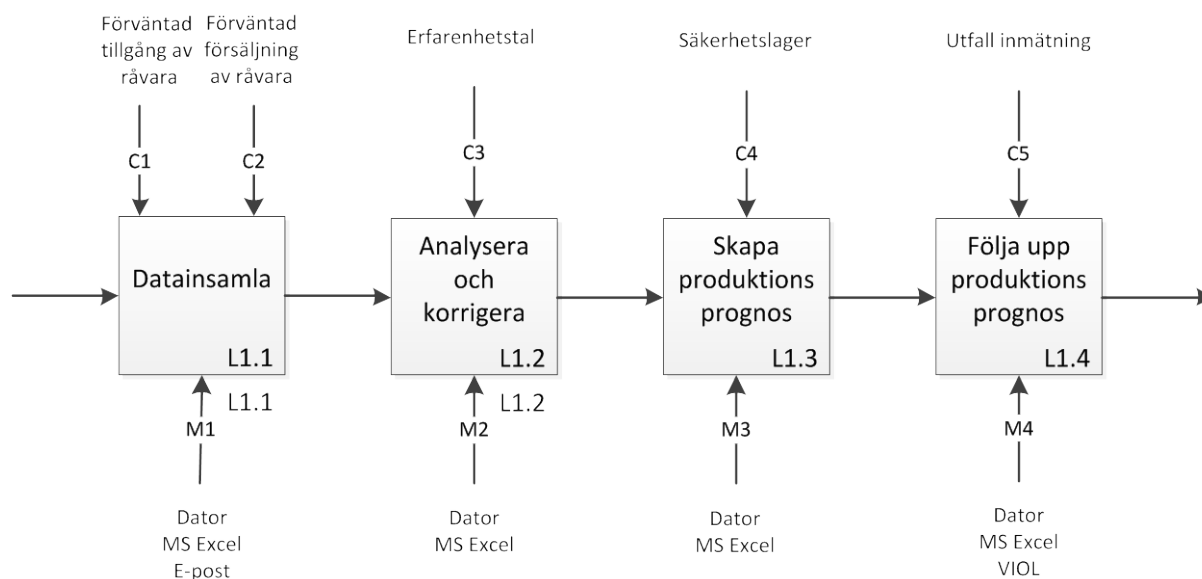 Förväntad
tillgång av
råvara
Förväntad
försäljning
av råvara
Erfarenhetstal
Säkerhetslager
Utfall inmätning
C1
C2
C3
C4
C5
Datainsamla
L1.1
Analysera
och
korrigera
L1.2
Skapa
produktions
prognos
L1.3
Följa upp
produktions
prognos
L1.4
L1.1
L1.2
M1
M2
M3
M4
Dator
MS Excel
E-post
Dator
MS Excel
Dator
MS Excel
Dator
MS Excel
VIOL